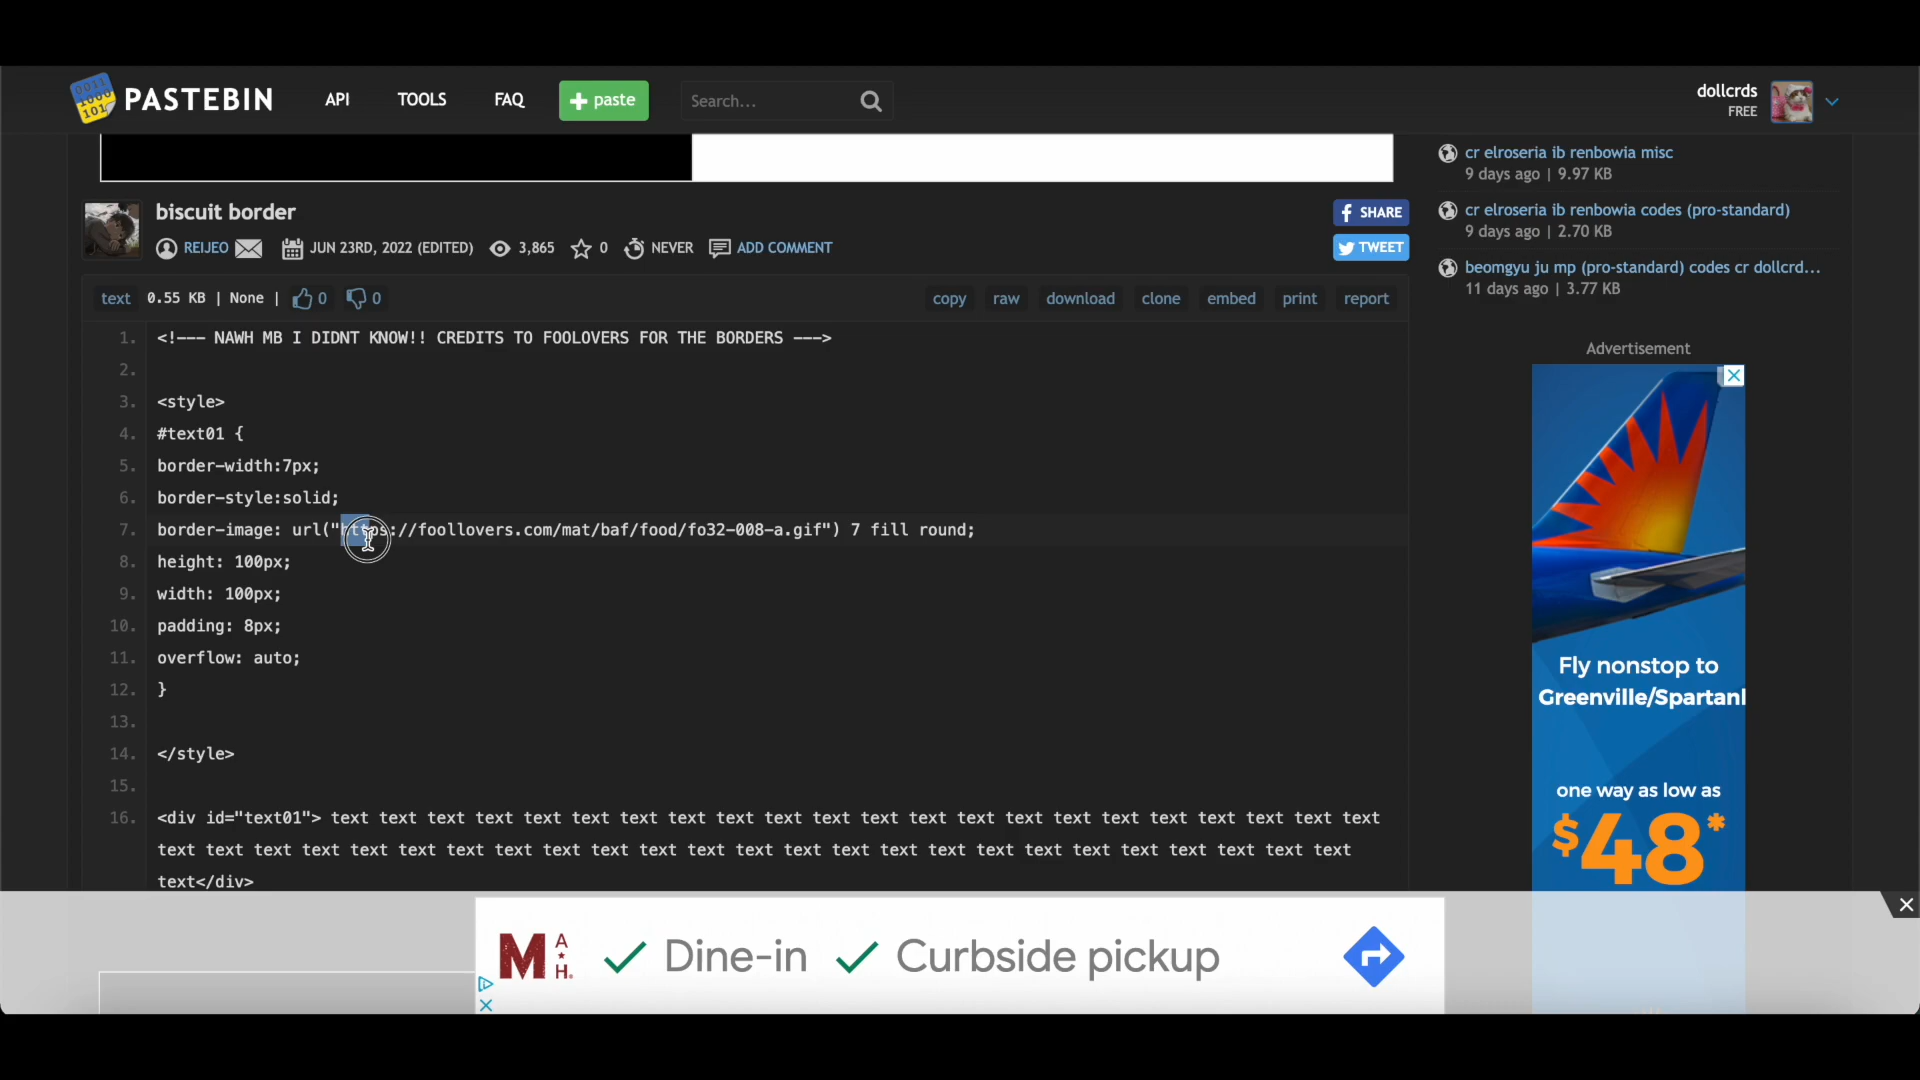 PASTEBIN
API
TOOLS
FAQ
paste
Search...
dollcrds
FREE
cr elroseria ib renbowia misc
9 days ago | 9.97 KB
cr elroseria ib renbowia codes (pro-standard)
9 days ago | 2.70 KB
beomgyu ju mp (pro-standard) codes cr dollcrd...
11 days ago | 3.77 KB
biscuit border
REIJEO
JUN 23RD, 2022 (EDITED)
3,865
0
NEVER
ADD COMMENT
SHARE
TWEET
text 0.55 KB | None | 0 0
copy
raw
download
clone
embed
print
report
1. <!--- NAWH MB I DIDNT KNOW!! CREDITS TO FOOLOVERS FOR THE BORDERS --->
2.
3. <style>
4. #text01 {
5. border-width:7px;
6. border-style:solid;
7. border-image: url("https://foollovers.com/mat/baf/food/fo32-008-a.gif") 7 fill round;
8. height: 100px;
9. width: 100px;
10. padding: 8px;
11. overflow: auto;
12. }
13.
14. </style>
15.
16. <div id="text01"> text text text text text text text text text text text text text text text text text text text text text text
text text text text text text text text text text text text text text text text text text text text text text text text text
text</div>
Advertisement
Fly nonstop to
Greenville/Spartanl
one way as low as
$48*
M A H.
Dine-in
Curbside pickup